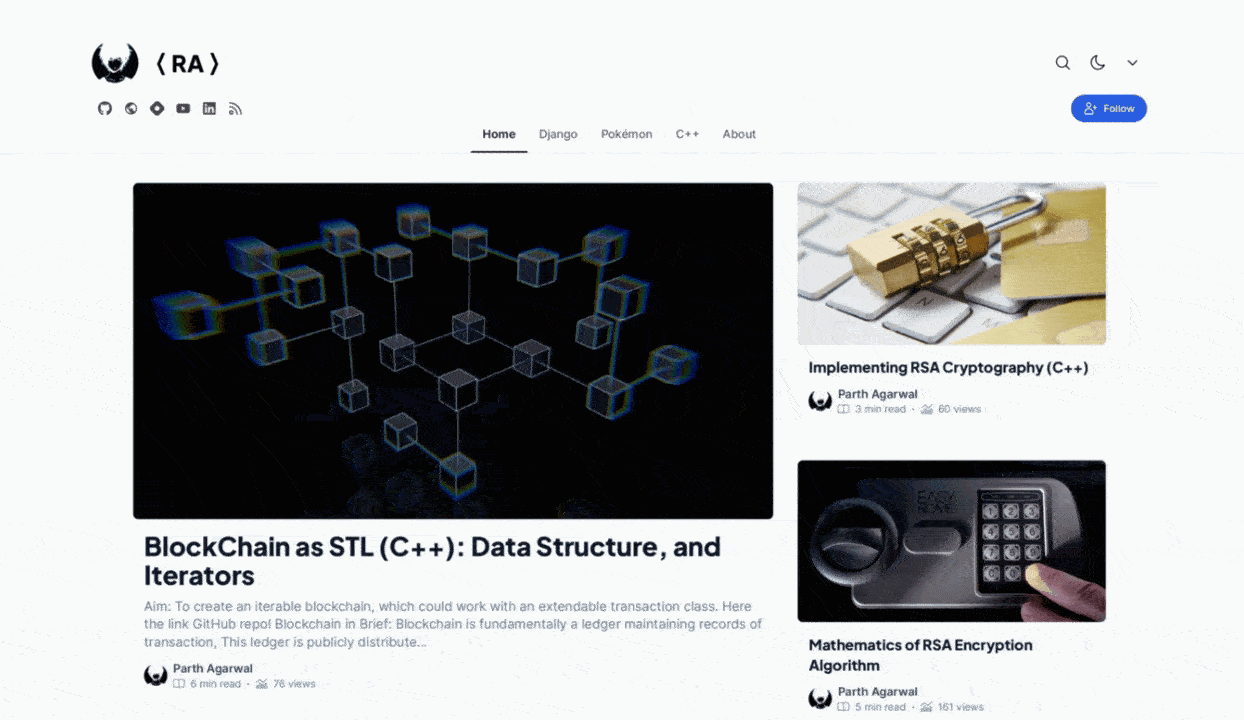 ⟨ RA ⟩
Follow
Home Django Pokémon C++ About
BlockChain as STL (C++): Data Structure, and
Iterators
Aim: To create an iterable blockchain, which could work with an extendable transaction class. Here
the link GitHub repo! Blockchain in Brief: Blockchain is fundamentally a ledger maintaining records of
transaction, This ledger is publicly distribute...
Parth Agarwal
6 min read · 76 views
Implementing RSA Cryptography (C++)
Parth Agarwal
3 min read · 60 views
Mathematics of RSA Encryption
Algorithm
Parth Agarwal
5 min read · 161 views